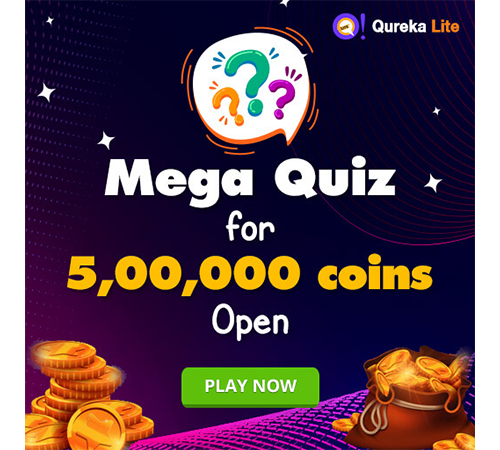 Qureka Lite
Mega Quiz
for
5,00,000 coins
Open
PLAY NOW